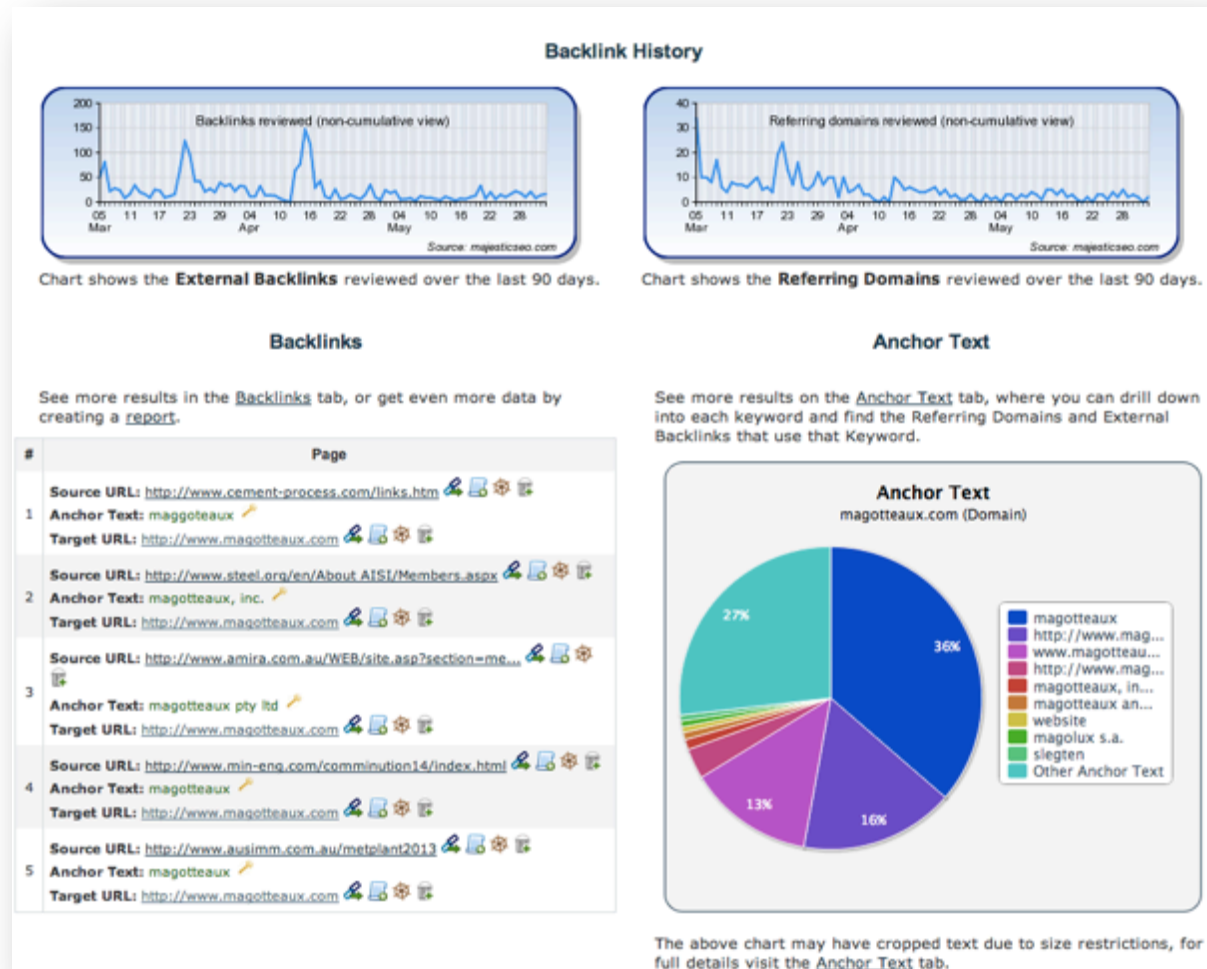 Backlink History
200
150
100
50
0
Backlinks reviewed (non-cumulative view)
05 11 17 23 29 04 10 16 22 28 04 10 16 22 28
Mar Apr May
Source: majesticseo.com
Chart shows the External Backlinks reviewed over the last 90 days.
40
30
20
10
0
Referring domains reviewed (non-cumulative view)
05 11 17 23 29 04 10 16 22 28 04 10 16 22 28
Mar Apr May
Source: majesticseo.com
Chart shows the Referring Domains reviewed over the last 90 days.
Backlinks
See more results in the Backlinks tab, or get even more data by
creating a report.
# Page
1
Source URL: http://www.cement-process.com/links.htm
Anchor Text: maggoteaux
Target URL: http://www.magotteaux.com
2
Source URL: http://www.steel.org/en/About AISI/Members.aspx
Anchor Text: magotteaux, inc.
Target URL: http://www.magotteaux.com
3
Source URL: http://www.amira.com.au/WEB/site.asp?section=me...
Anchor Text: magotteaux pty ltd
Target URL: http://www.magotteaux.com
4
Source URL: http://www.min-eng.com/comminution14/index.html
Anchor Text: magotteaux
Target URL: http://www.magotteaux.com
5
Source URL: http://www.ausimm.com.au/metplant2013
Anchor Text: magotteaux
Target URL: http://www.magotteaux.com
Anchor Text
See more results on the Anchor Text tab, where you can drill down
into each keyword and find the Referring Domains and External
Backlinks that use that Keyword.
Anchor Text
magotteaux.com (Domain)
27%
36%
13%
16%
magotteaux
http://www.mag...
www.magotteau...
http://www.mag...
magotteaux, in...
magotteaux an...
website
magolux s.a.
slegten
Other Anchor Text
The above chart may have cropped text due to size restrictions, for
full details visit the Anchor Text tab.